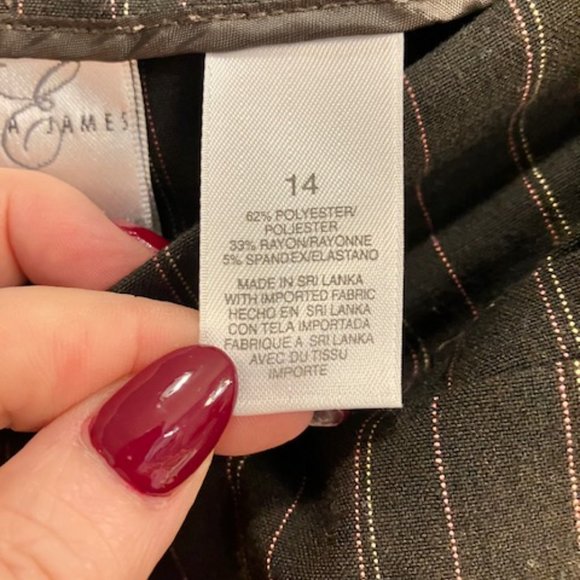 & A JAMES
14
62% POLYESTER/
POLIESTER
33% RAYON/RAYONNE
5% SPANDEX/ELASTANO
MADE IN SRI LANKA
WITH IMPORTED FABRIC
HECHO EN SRI LANKA
CON TELA IMPORTADA
FABRIQUE A SRI LANKA
AVEC DU TISSU
IMPORTE